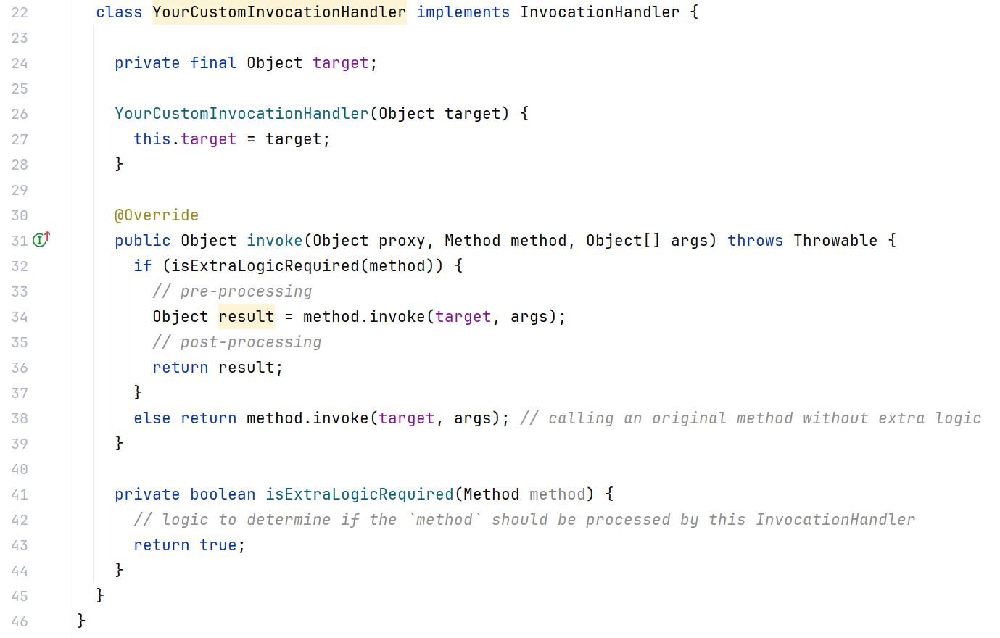 22 class YourCustomInvocationHandler implements InvocationHandler {
23
24 private final Object target;
25
26 YourCustomInvocationHandler(Object target) {
27 this.target = target;
28 }
29
30 @Override
31 public Object invoke(Object proxy, Method method, Object[] args) throws Throwable {
32 if (isExtraLogicRequired(method)) {
33 // pre-processing
34 Object result = method.invoke(target, args);
35 // post-processing
36 return result;
37 }
38 else return method.invoke(target, args); // calling an original method without extra logic
39 }
40
41 private boolean isExtraLogicRequired(Method method) {
42 // logic to determine if the `method` should be processed by this InvocationHandler
43 return true;
44 }
45 }
46 }